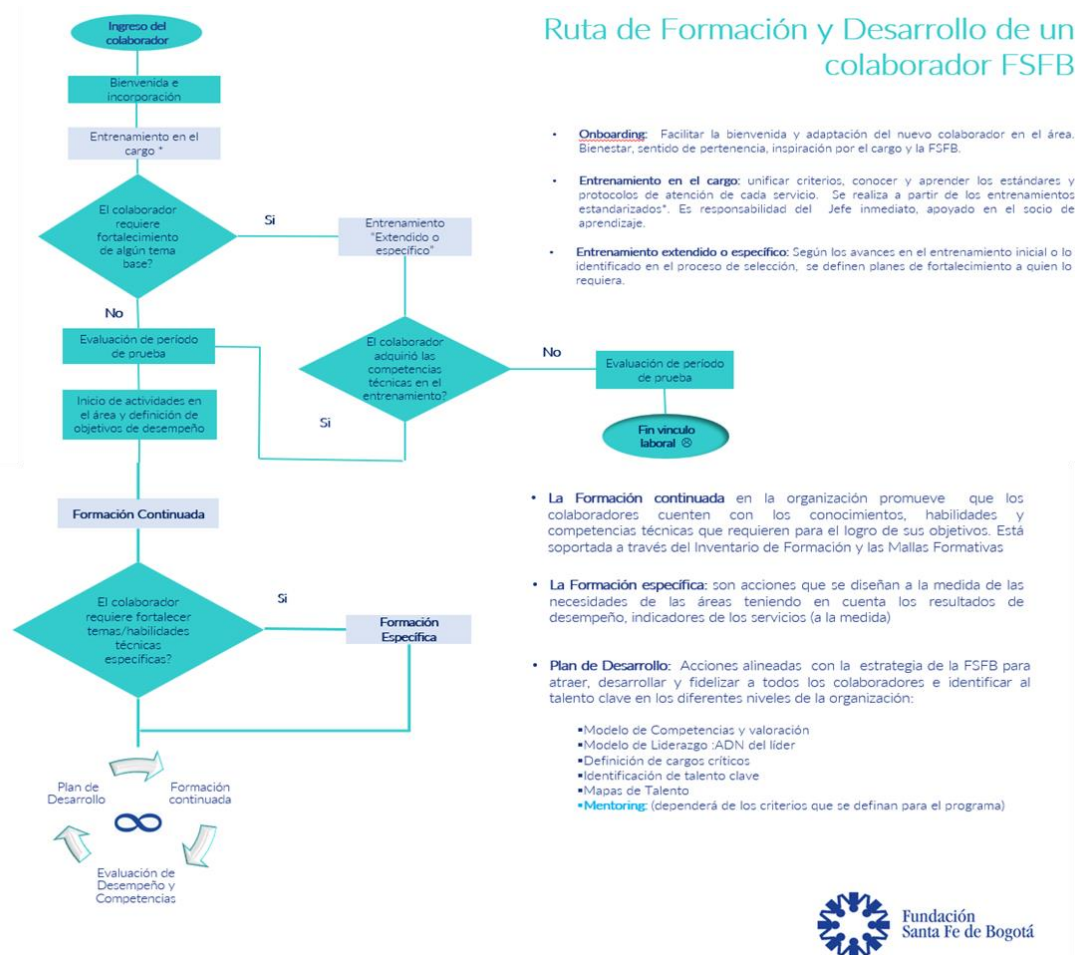 Ruta de Formación y Desarrollo de un
colaborador FSFB
Ingreso del
colaborador
Bienvenida e
incorporación
Entrenamiento en el
cargo *
El colaborador
requiere
fortalecimiento
de algún tema
base?
Si
Entrenamiento
"Extendido o
específico"
No
Evaluación de período
de prueba
Inicio de actividades en
el área y definición de
objetivos de desempeño
El colaborador
adquirió las
competencias
técnicas en el
entrenamiento?
Si
No
Evaluación de período
de prueba
Fin vinculo
laboral ☹
• Onboarding: Facilitar la bienvenida y adaptación del nuevo colaborador en el área.
Bienestar, sentido de pertenencia, inspiración por el cargo y la FSFB.
• Entrenamiento en el cargo: unificar criterios, conocer y aprender los estándares y
protocolos de atención de cada servicio. Se realiza a partir de los entrenamientos
estandarizados*. Es responsabilidad del Jefe inmediato, apoyado en el socio de
aprendizaje.
• Entrenamiento extendido o específico: Según los avances en el entrenamiento inicial o lo
identificado en el proceso de selección, se definen planes de fortalecimiento a quien lo
requiera.
Formación Continuada
El colaborador
requiere fortalecer
temas/habilidades
técnicas
específicas?
Si
Formación
Específica
Plan de
Desarrollo
Formación
continuada
Evaluación de
Desempeño y
Competencias
• La Formación continuada en la organización promueve que los
colaboradores cuenten con los conocimientos, habilidades y
competencias técnicas que requieren para el logro de sus objetivos. Está
soportada a través del Inventario de Formación y las Mallas Formativas
• La Formación específica: son acciones que se diseñan a la medida de las
necesidades de las áreas teniendo en cuenta los resultados de
desempeño, indicadores de los servicios (a la medida)
• Plan de Desarrollo: Acciones alineadas con la estrategia de la FSFB para
atraer, desarrollar y fidelizar a todos los colaboradores e identificar al
talento clave en los diferentes niveles de la organización:
▪Modelo de Competencias y valoración
▪Modelo de Liderazgo :ADN del líder
▪Definición de cargos críticos
▪Identificación de talento clave
▪Mapas de Talento
▪Mentoring: (dependerá de los criterios que se definan para el programa)
Fundación
Santa Fe de Bogotá